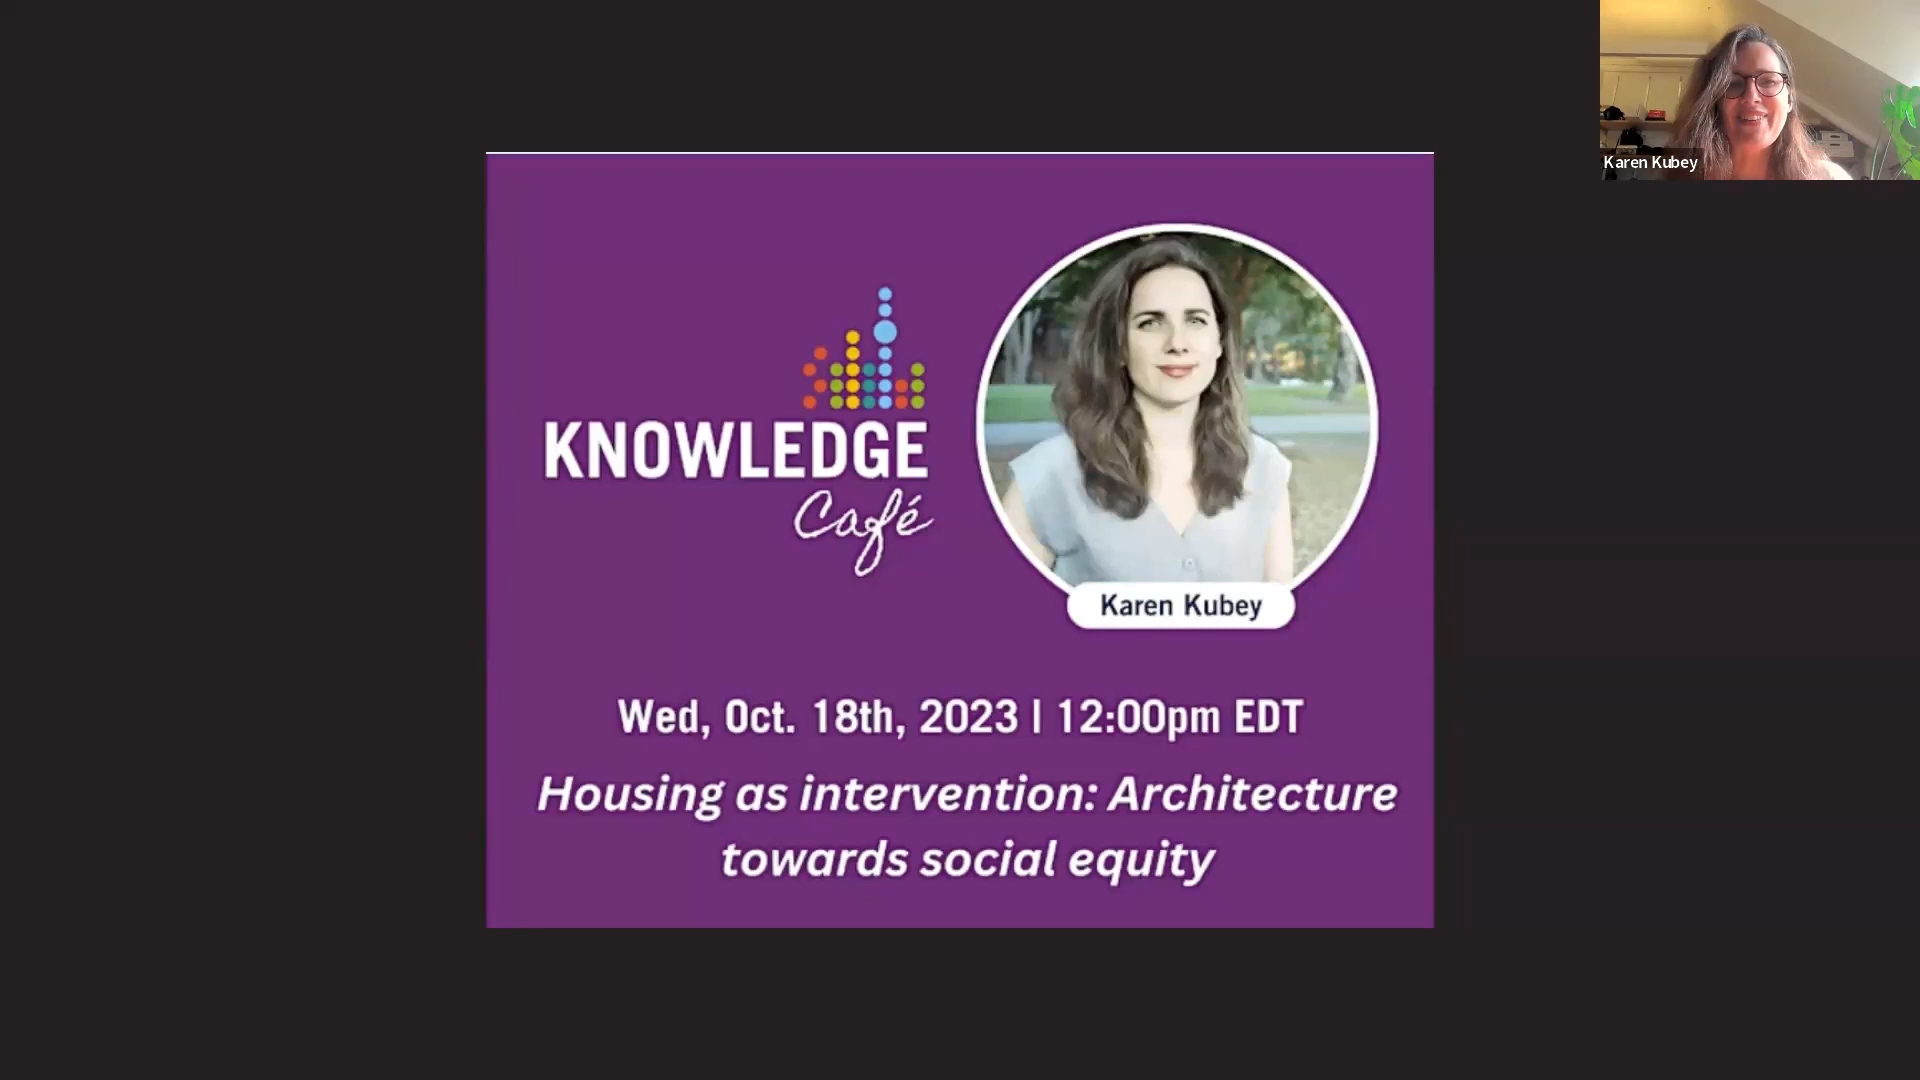 Karen Kubey
KNOWLEDGE
Café
Karen Kubey
Wed, Oct. 18th, 2023 | 12:00pm EDT
Housing as intervention: Architecture
towards social equity